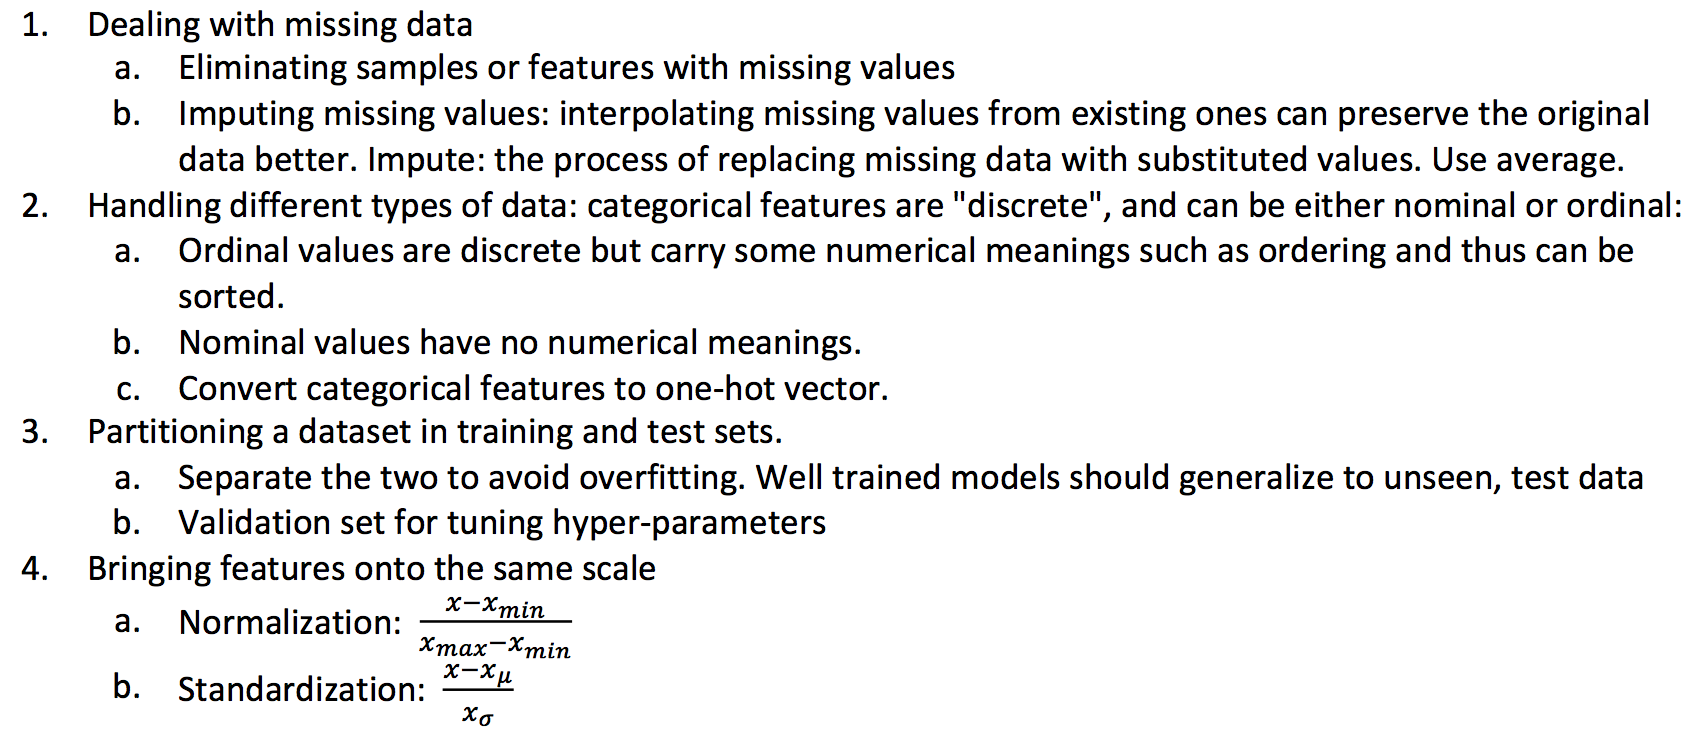 1. Dealing with missing data
a. Eliminating samples or features with missing values
b. Imputing missing values: interpolating missing values from existing ones can preserve the original
data better. Impute: the process of replacing missing data with substituted values. Use average.
2. Handling different types of data: categorical features are "discrete", and can be either nominal or ordinal:
a. Ordinal values are discrete but carry some numerical meanings such as ordering and thus can be
sorted.
b. Nominal values have no numerical meanings.
c. Convert categorical features to one-hot vector.
3. Partitioning a dataset in training and test sets.
a. Separate the two to avoid overfitting. Well trained models should generalize to unseen, test data
b. Validation set for tuning hyper-parameters
4. Bringing features onto the same scale
a. Normalization: \frac{x-x_{min}}{x_{max}-x_{min}}
b. Standardization: \frac{x-x_{μ}}{x_{σ}}